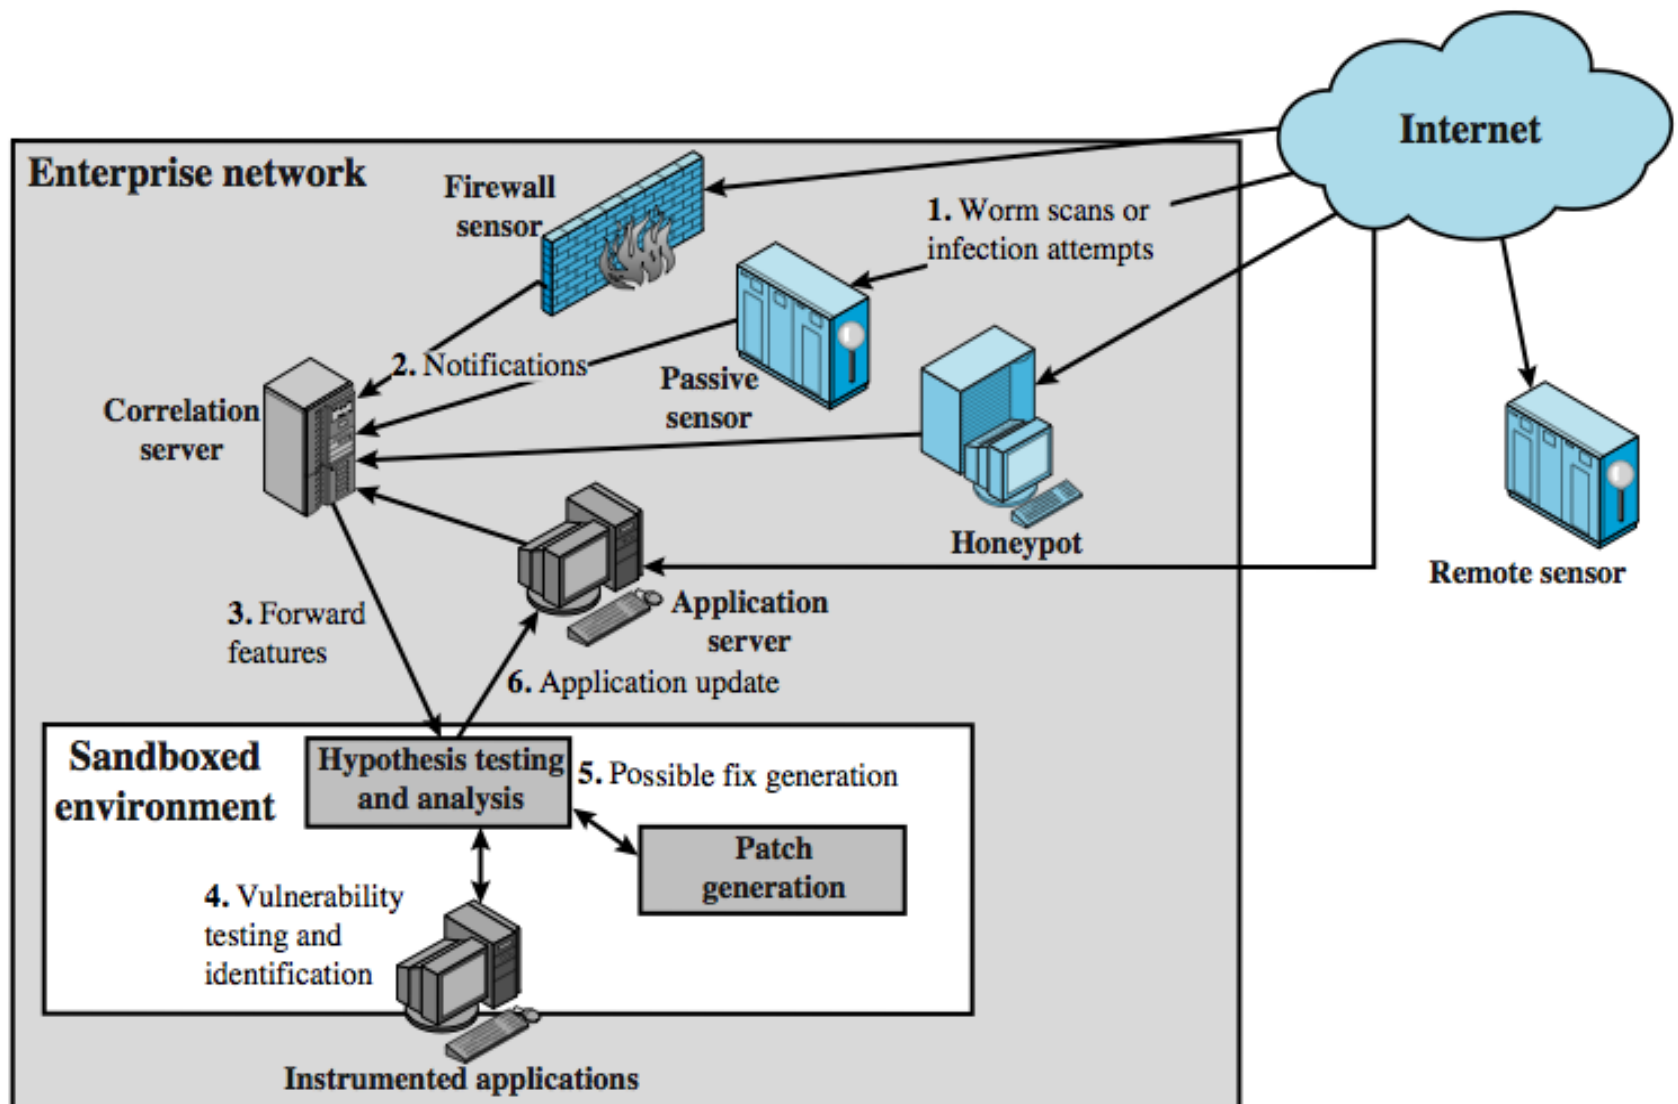 Internet
Enterprise network
Firewall
sensor
1. Worm scans or
infection attempts
2. Notifications
Passive
sensor
Correlation
server
Honeypot
Remote sensor
Application
server
3. Forward
features
6. Application update
Sandboxed
environment
Hypothesis testing
and analysis
5. Possible fix generation
Patch
generation
4. Vulnerability
testing and
identification
Instrumented applications